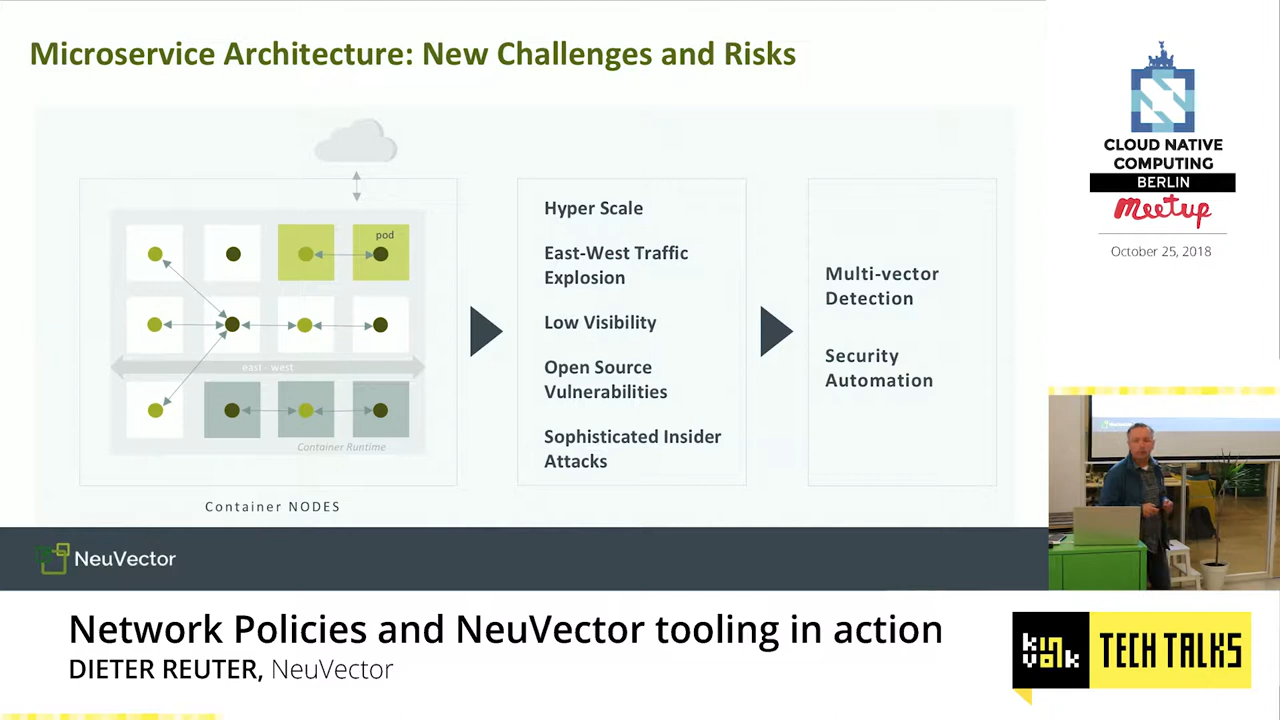 Microservice Architecture: New Challenges and Risks
pod
east - west
Container Runtime
Container NODES
Hyper Scale
East-West Traffic
Explosion
Low Visibility
Open Source
Vulnerabilities
Sophisticated Insider
Attacks
Multi-vector
Detection
Security
Automation
NeuVector
CLOUD NATIVE
COMPUTING
BERLIN
Meetup
October 25, 2018
Network Policies and NeuVector tooling in action
DIETER REUTER, NeuVector
kinvolk
TECH TALKS